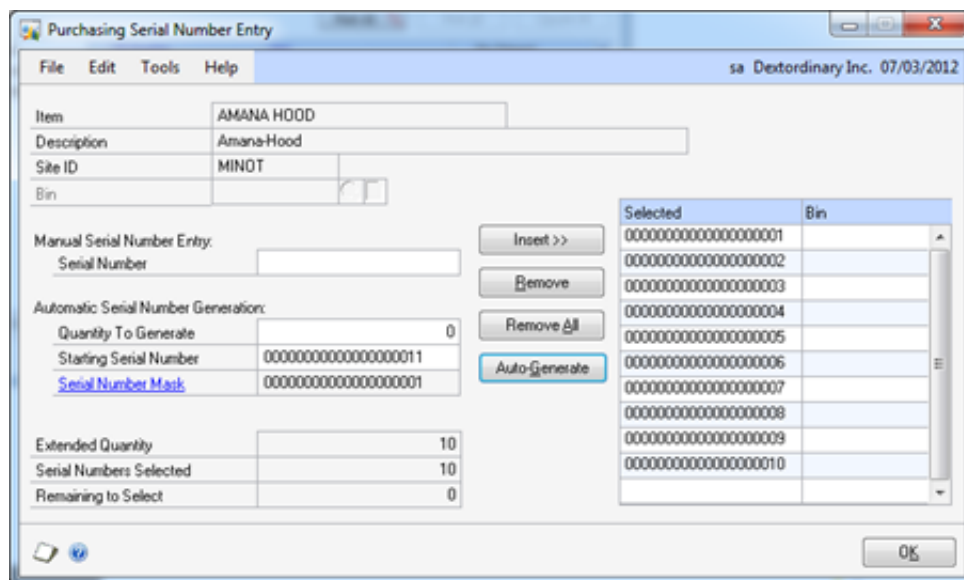 Purchasing Serial Number Entry
File Edit Tools Help sa Dextordinary Inc. 07/03/2012
Item AMANA HOOD
Description Amana-Hood
Site ID MINOT
Bin
Selected Bin
Manual Serial Number Entry:
Serial Number
Insert >>
Remove
Remove All
Auto-Generate
Automatic Serial Number Generation:
Quantity To Generate 0
Starting Serial Number 00000000000000000011
Serial Number Mask 00000000000000000001
00000000000000000001
00000000000000000002
00000000000000000003
00000000000000000004
00000000000000000005
00000000000000000006
00000000000000000007
00000000000000000008
00000000000000000009
00000000000000000010
Extended Quantity 10
Serial Numbers Selected 10
Remaining to Select 0
OK